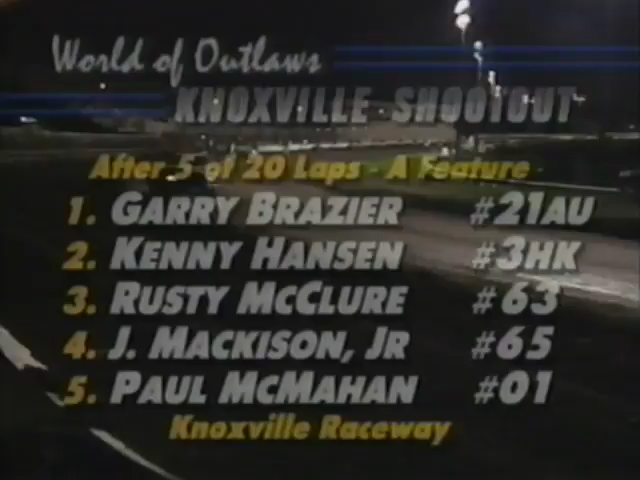 World of Outlaws
KNOXVILLE SHOOTOUT
After 5 of 20 Laps - A Feature
1. GARRY BRAZIER #21AU
2. KENNY HANSEN #3HK
3. RUSTY MCCLURE #63
4. J. MACKISON, JR #65
5. PAUL MCMAHAN #01
Knoxville Raceway